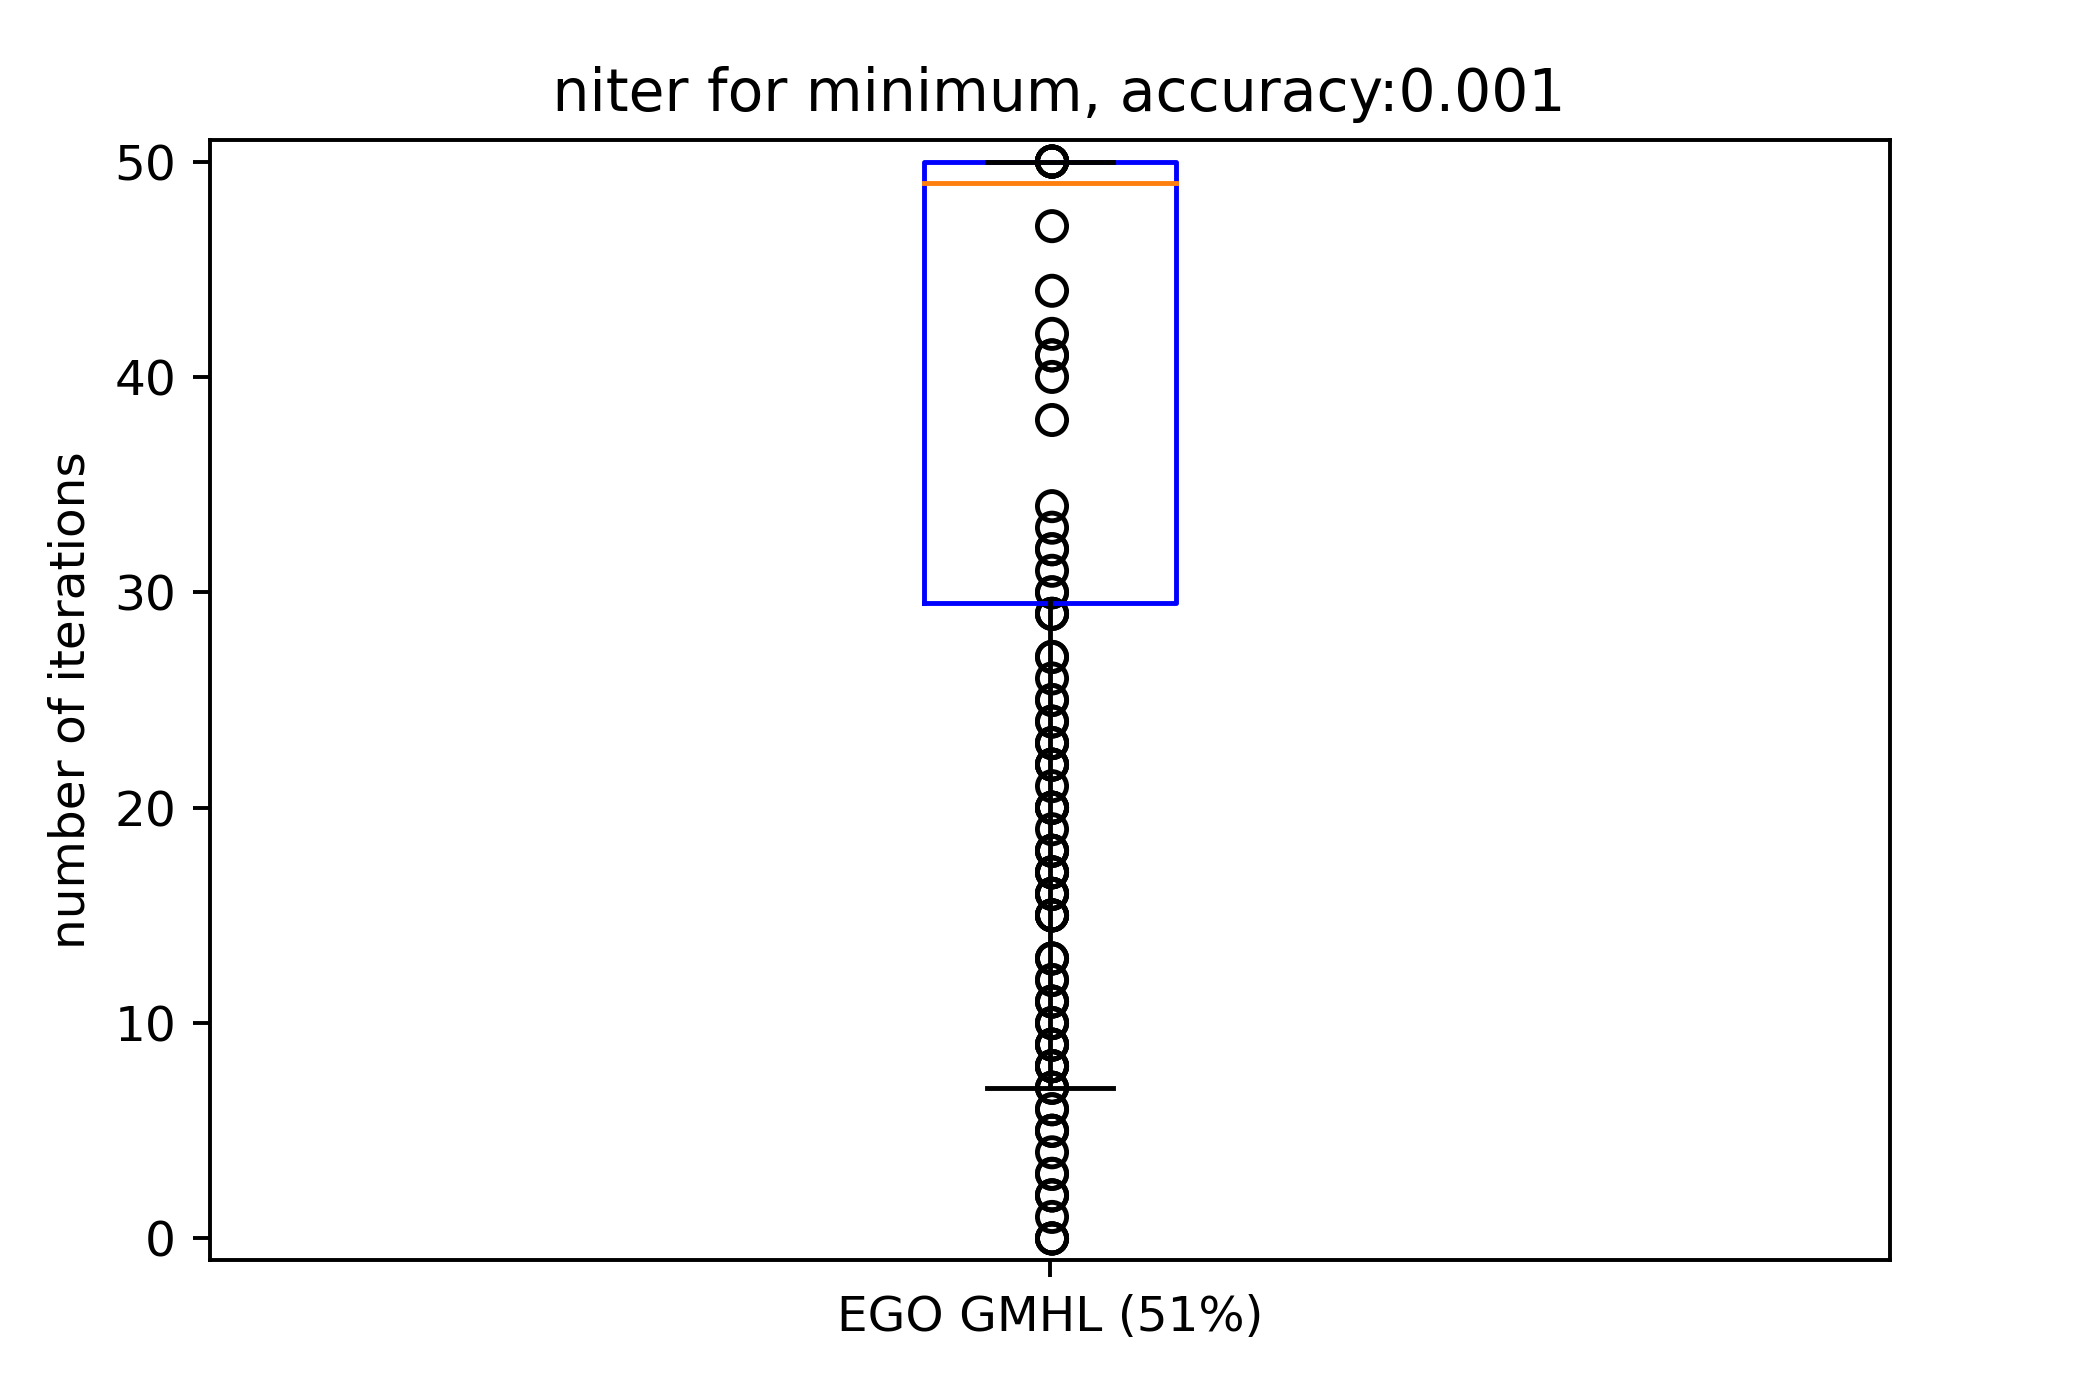 niter for minimum, accuracy:0.001
number of iterations
50
40
30
20
10
0
EGO GMHL (51%)